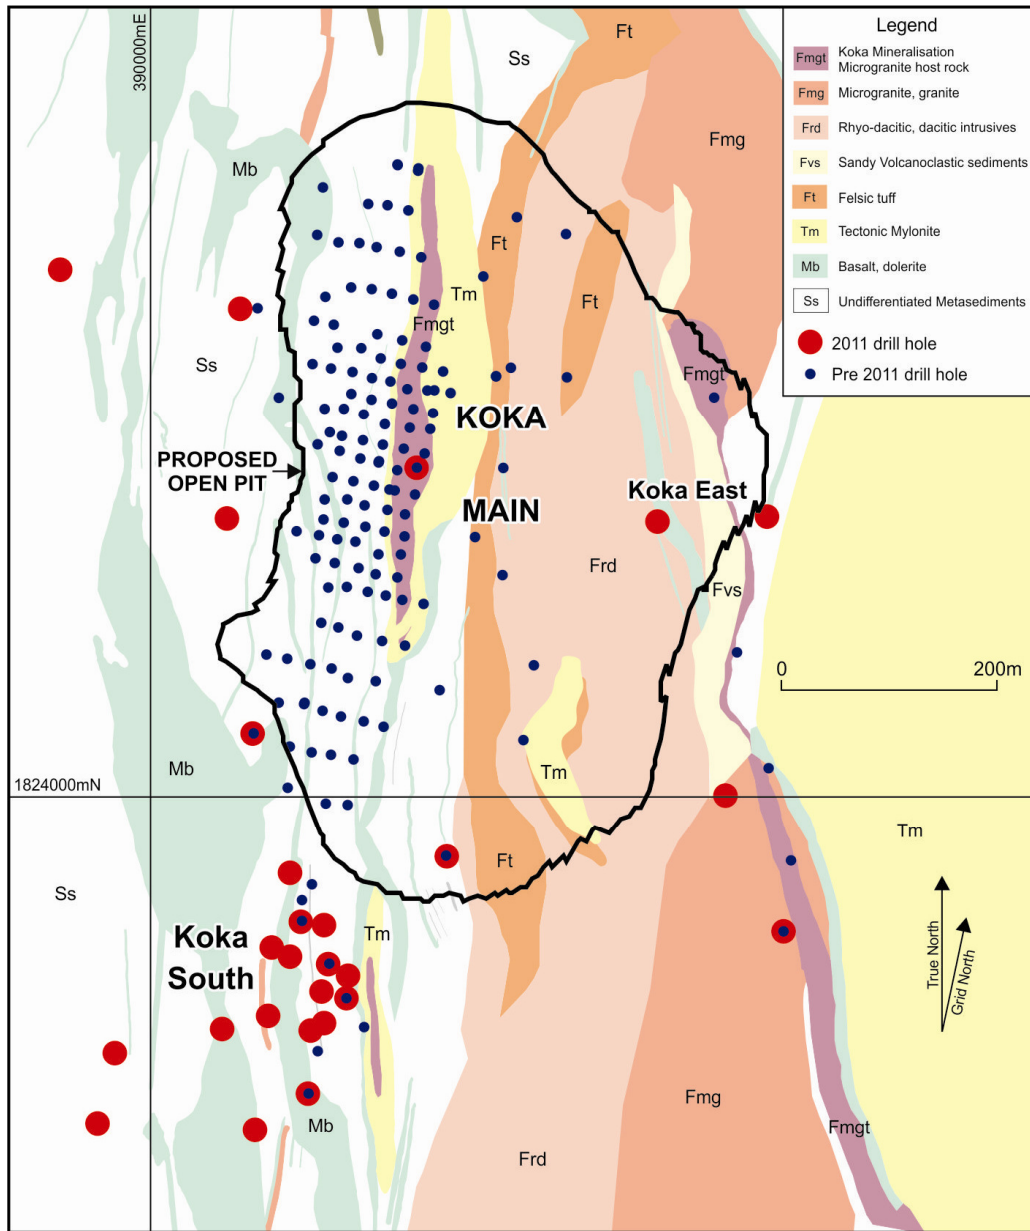 390000mE
Ft
Ss
Mb
Fmg
Ft
Tm
Ft
Fmgt
Ss
Fmgt
KOKA
MAIN
PROPOSED
OPEN PIT
Koka East
Frd
Fvs
0
200m
Mb
Tm
1824000mN
Tm
Ft
Ss
Koka
South
Tm
True North
Grid North
Fmg
Mb
Fmgt
Frd
Legend
Fmgt Koka Mineralisation
Microgranite host rock
Fmg Microgranite, granite
Frd Rhyo-dacitic, dacitic intrusives
Fvs Sandy Volcanoclastic sediments
Ft Felsic tuff
Tm Tectonic Mylonite
Mb Basalt, dolerite
Ss Undifferentiated Metasediments
2011 drill hole
Pre 2011 drill hole